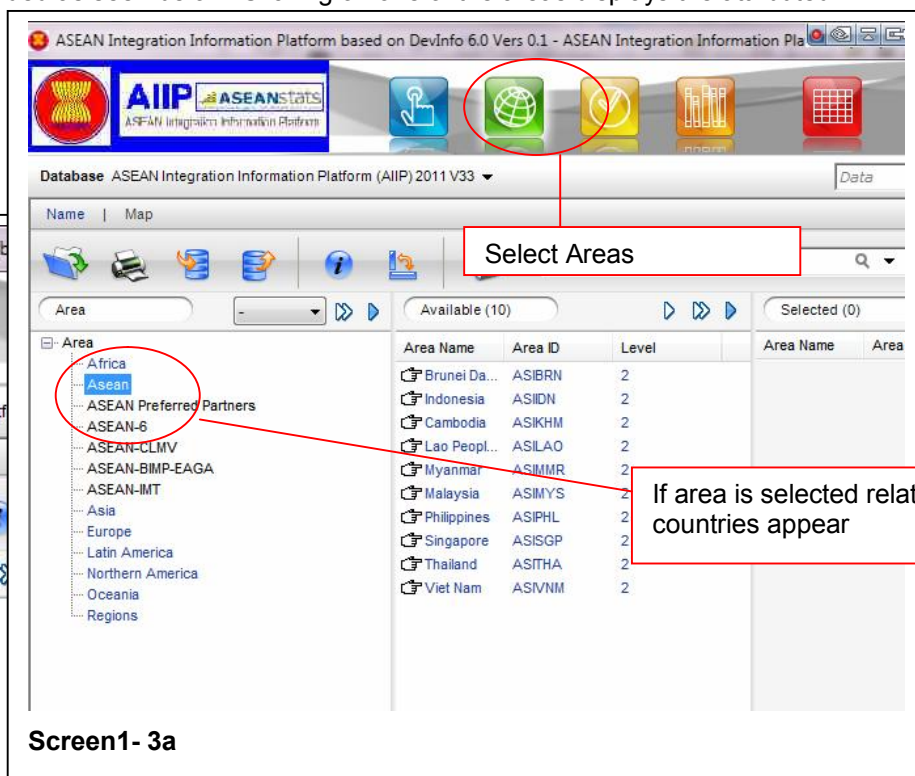 ASEAN Integration Information Platform based on DevInfo 6.0 Vers 0.1 - ASEAN Integration Information Pla
AIIP ASEANstats
ASEAN Integration Information Platform
Database ASEAN Integration Information Platform (AIIP) 2011 V33
Data
Name | Map
Select Areas
Area - Available (10) Selected (0)
Area Area Name Area ID Level Area Name Area
Africa Brunei Da... ASIBRN 2
Asean Indonesia ASIIDN 2
ASEAN Preferred Partners Cambodia ASIKHM 2
ASEAN-6 Lao Peopl... ASILAO 2
ASEAN-CLMV Myanmar ASIMMR 2
ASEAN-BIMP-EAGA Malaysia ASIMYS 2
ASEAN-IMT Philippines ASIPHL 2
Asia Singapore ASISGP 2
Europe Thailand ASITHA 2
Latin America Viet Nam ASIVNM 2
Northern America
Oceania
Regions
If area is selected relat
countries appear
Screen1- 3a